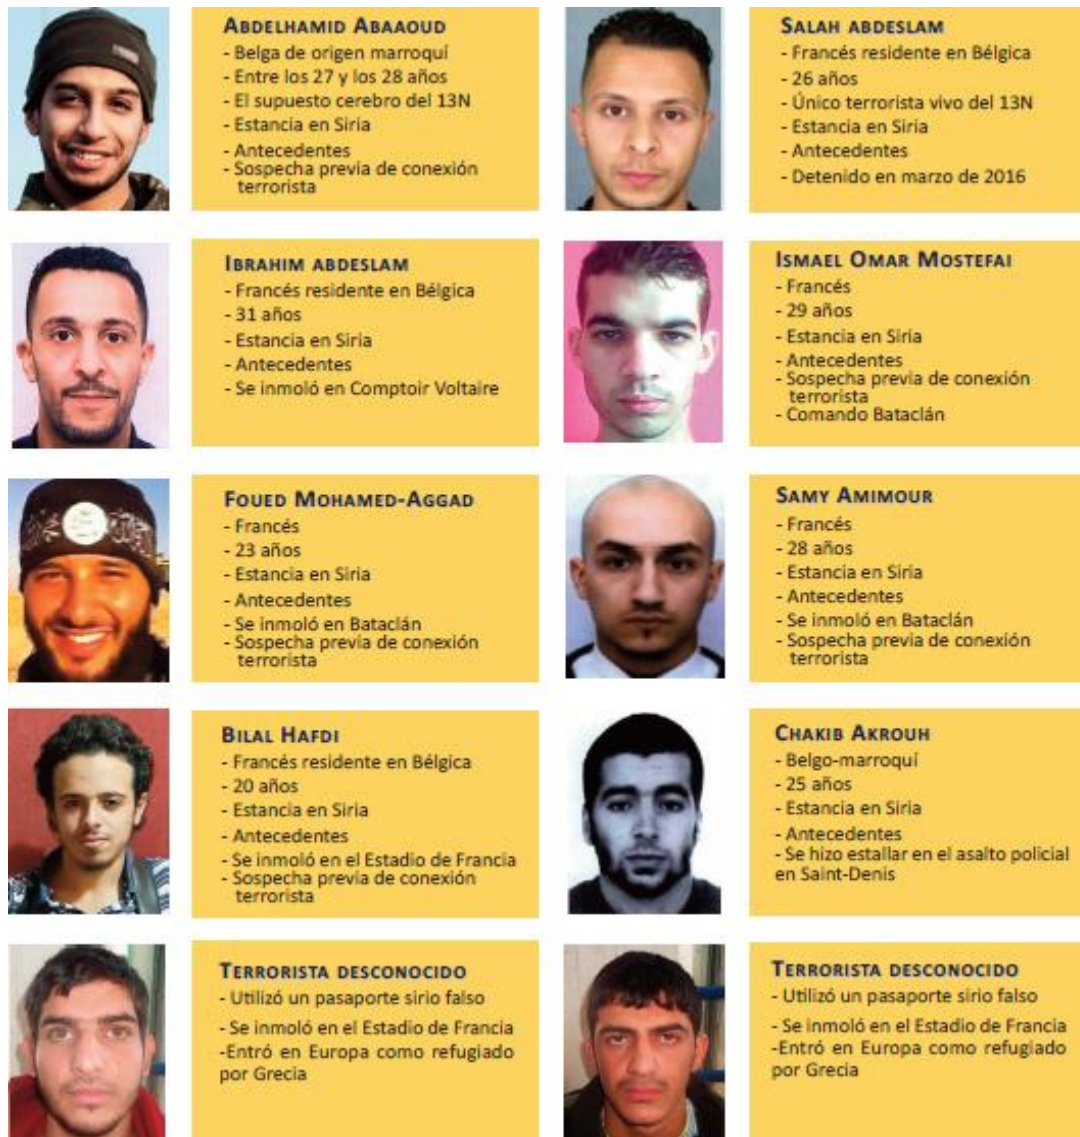 ABDELHAMID ABAAOUD
- Belga de origen marroquí
- Entre los 27 y los 28 años
- El supuesto cerebro del 13N
- Estancia en Siria
- Antecedentes
- Sospecha previa de conexión
terrorista
SALAH ABDESLAM
- Francés residente en Bélgica
- 26 años
- Único terrorista vivo del 13N
- Estancia en Siria
- Antecedentes
- Detenido en marzo de 2016
IBRAHIM ABDESLAM
- Francés residente en Bélgica
- 31 años
- Estancia en Siria
- Antecedentes
- Se inmoló en Comptoir Voltaire
ISMAEL OMAR MOSTEFAI
- Francés
- 29 años
- Estancia en Siria
- Antecedentes
- Sospecha previa de conexión
terrorista
- Comando Bataclán
FOUED MOHAMED-AGGAD
- Francés
- 23 años
- Estancia en Siria
- Antecedentes
- Se inmoló en Bataclán
- Sospecha previa de conexión
terrorista
SAMY AMIMOUR
- Francés
- 28 años
- Estancia en Siria
- Antecedentes
- Se inmoló en Bataclán
- Sospecha previa de conexión
terrorista
BILAL HAFDI
- Francés residente en Bélgica
- 20 años
- Estancia en Siria
- Antecedentes
- Se inmoló en el Estadio de Francia
- Sospecha previa de conexión
terrorista
CHAKIB AKROUH
- Belgo-marroquí
- 25 años
- Estancia en Siria
- Antecedentes
- Se hizo estallar en el asalto policial
en Saint-Denis
TERRORISTA DESCONOCIDO
- Utilizó un pasaporte sirio falso
- Se inmoló en el Estadio de Francia
-Entró en Europa como refugiado
por Grecia
TERRORISTA DESCONOCIDO
- Utilizó un pasaporte sirio falso
- Se inmoló en el Estadio de Francia
-Entró en Europa como refugiado
por Grecia